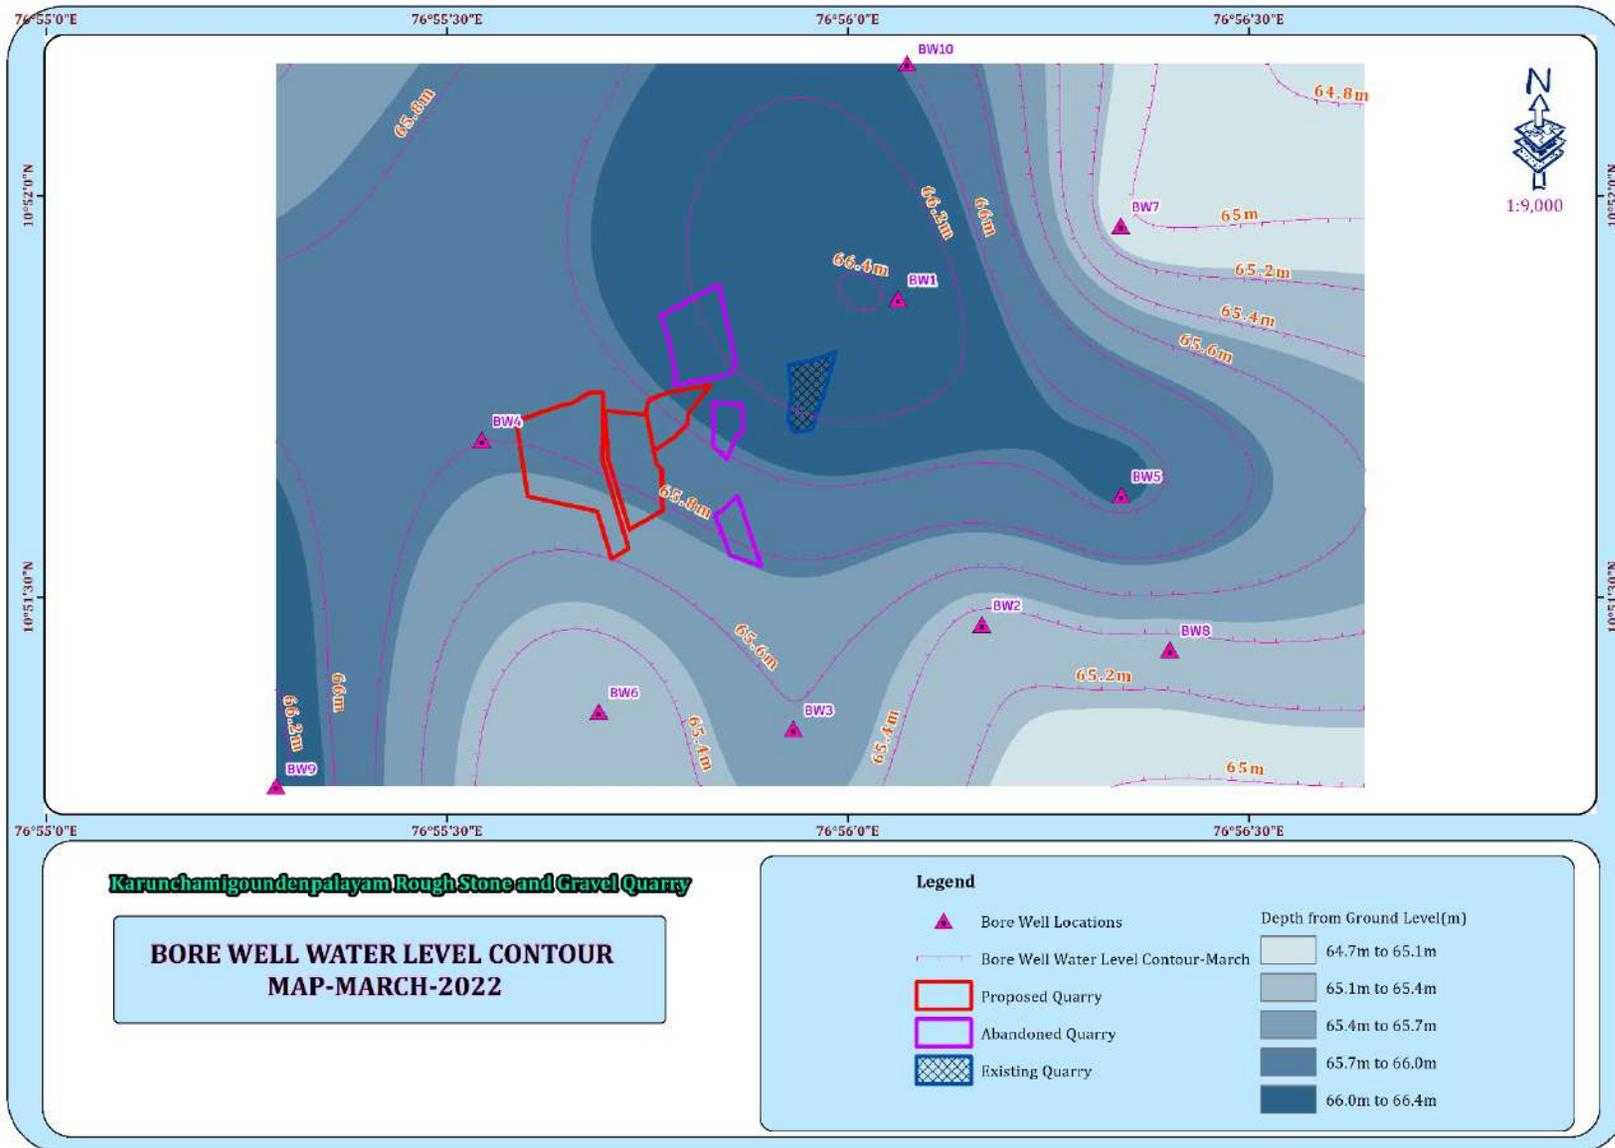 76°55'0"E
76°55'30"E
76°56'0"E
76°56'30"E
BW10
65.8m
64.8m
N
1:9,000
10°52'0"N
10°52'0"N
66.2m
66m
BW7
65m
66.4m
BW1
65.2m
65.4m
65.6m
BW4
65.8m
BW5
10°51'30"N
10°51'30"N
BW2
BW8
65.6m
65.2m
66m
66.2m
BW6
BW3
65.4m
65.4m
BW9
65m
76°55'0"E
76°55'30"E
76°56'0"E
76°56'30"E
Karunchamigoundenpalayam Rough Stone and Gravel Quarry
BORE WELL WATER LEVEL CONTOUR
MAP-MARCH-2022
Legend
Bore Well Locations
Bore Well Water Level Contour-March
Proposed Quarry
Abandoned Quarry
Existing Quarry
Depth from Ground Level(m)
64.7m to 65.1m
65.1m to 65.4m
65.4m to 65.7m
65.7m to 66.0m
66.0m to 66.4m